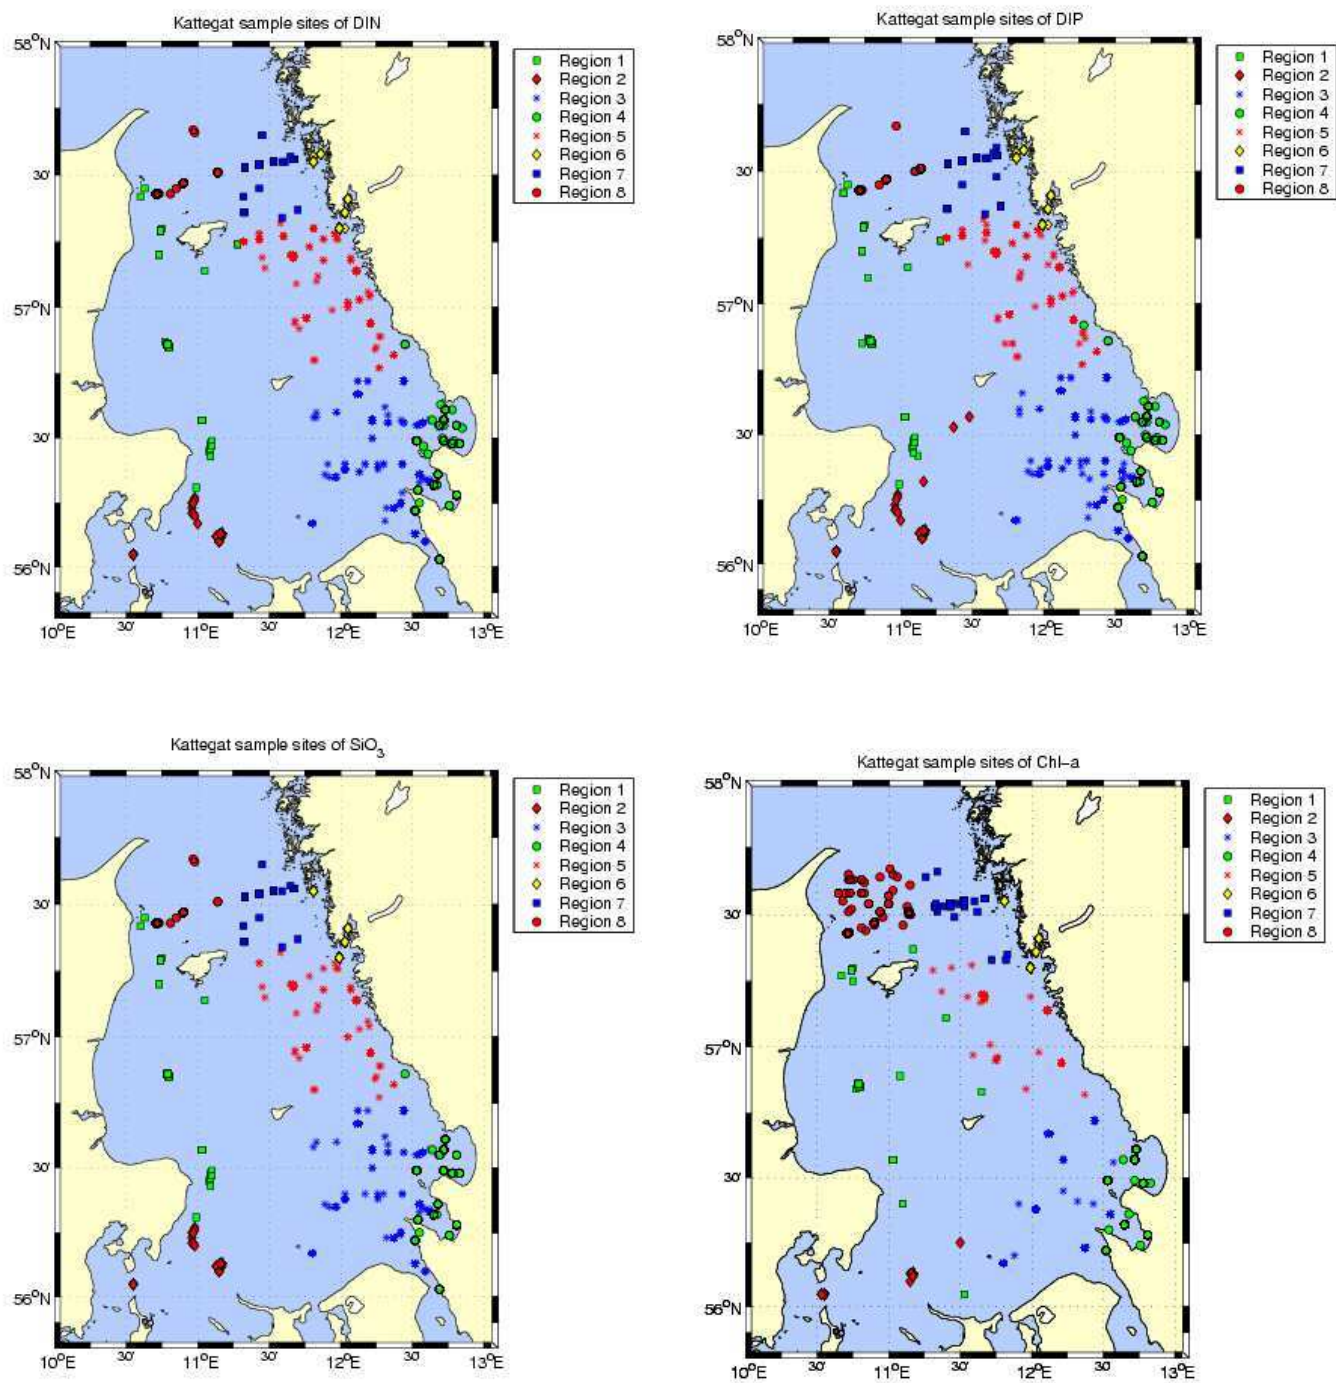 Kattegat sample sites of DIN
58°N
30'
57°N
30'
56°N
10°E 30' 11°E 30' 12°E 30' 13°E
Region 1
Region 2
Region 3
Region 4
Region 5
Region 6
Region 7
Region 8
Kattegat sample sites of DIP
58°N
30'
57°N
30'
56°N
10°E 30' 11°E 30' 12°E 30' 13°E
Region 1
Region 2
Region 3
Region 4
Region 5
Region 6
Region 7
Region 8
Kattegat sample sites of SiO₃
58°N
30'
57°N
30'
56°N
10°E 30' 11°E 30' 12°E 30' 13°E
Region 1
Region 2
Region 3
Region 4
Region 5
Region 6
Region 7
Region 8
Kattegat sample sites of Chl–a
58°N
30'
57°N
30'
56°N
10°E 30' 11°E 30' 12°E 30' 13°E
Region 1
Region 2
Region 3
Region 4
Region 5
Region 6
Region 7
Region 8